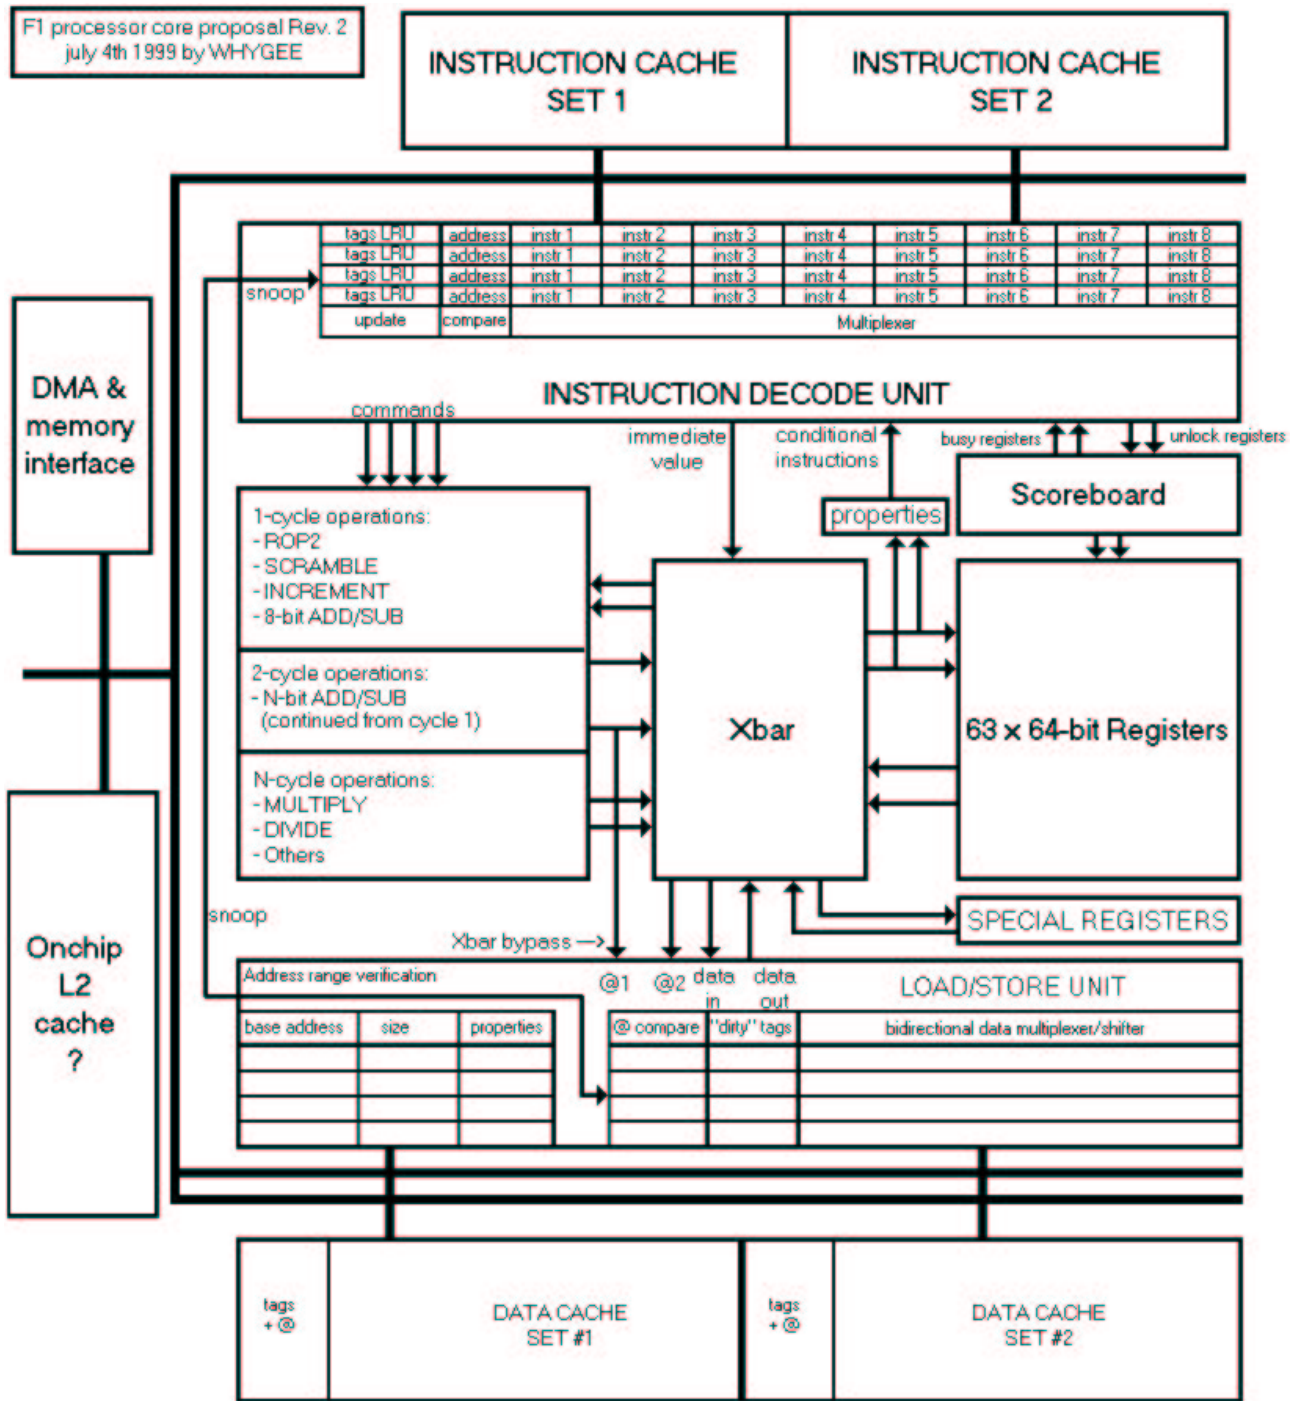 F1 processor core proposal Rev. 2
july 4th 1999 by WHYGEE
INSTRUCTION CACHE
SET 1
INSTRUCTION CACHE
SET 2
tags LRU address instr 1 instr 2 instr 3 instr 4 instr 5 instr 6 instr 7 instr 8
tags LRU address instr 1 instr 2 instr 3 instr 4 instr 5 instr 6 instr 7 instr 8
tags LRU address instr 1 instr 2 instr 3 instr 4 instr 5 instr 6 instr 7 instr 8
snoop tags LRU address instr 1 instr 2 instr 3 instr 4 instr 5 instr 6 instr 7 instr 8
update compare Multiplexer
INSTRUCTION DECODE UNIT
DMA &
memory
interface
commands
immediate
value
conditional
instructions
busy registers
unlock registers
Scoreboard
properties
1-cycle operations:
- ROP2
- SCRAMBLE
- INCREMENT
- 8-bit ADD/SUB
2-cycle operations:
- N-bit ADD/SUB
(continued from cycle 1)
N-cycle operations:
- MULTIPLY
- DIVIDE
- Others
Xbar
63 x 64-bit Registers
Onchip
L2
cache
?
snoop
Xbar bypass -->
SPECIAL REGISTERS
Address range verification
@1 @2 data in data out
LOAD/STORE UNIT
base address size properties
@ compare "dirty" tags bidirectional data multiplexer/shifter
tags
+ @
DATA CACHE
SET #1
tags
+ @
DATA CACHE
SET #2